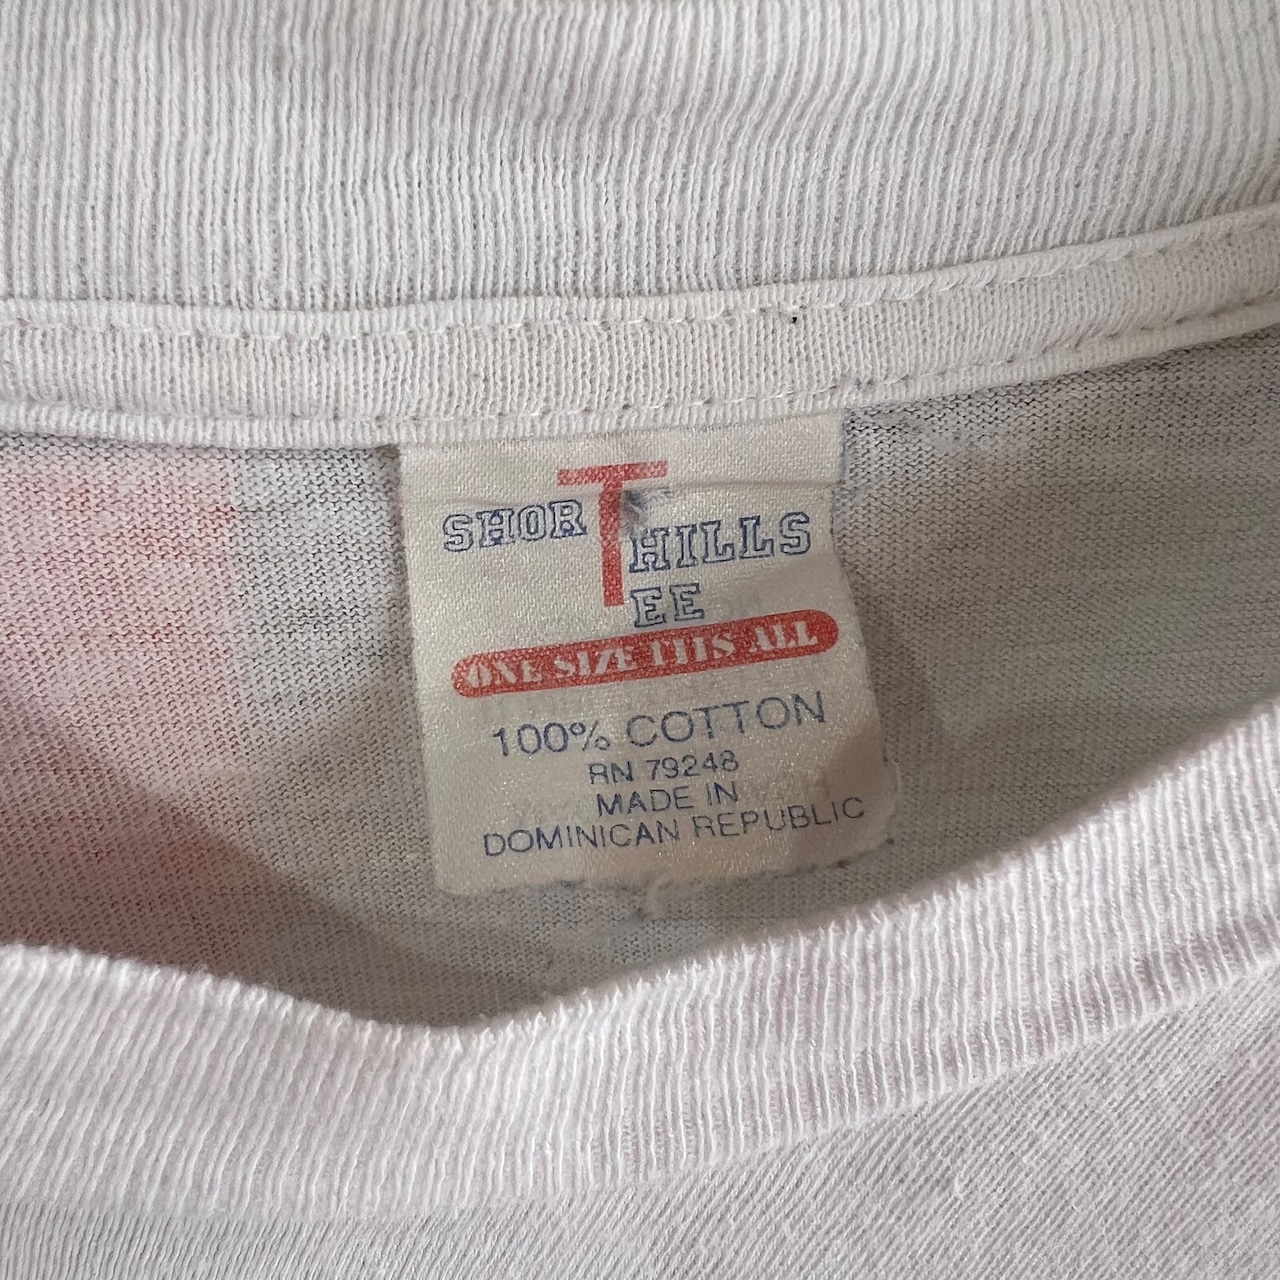 SHORT HILLS
TEE
ONE SIZE FITS ALL
100% COTTON
RN 79248
MADE IN
DOMINICAN REPUBLIC